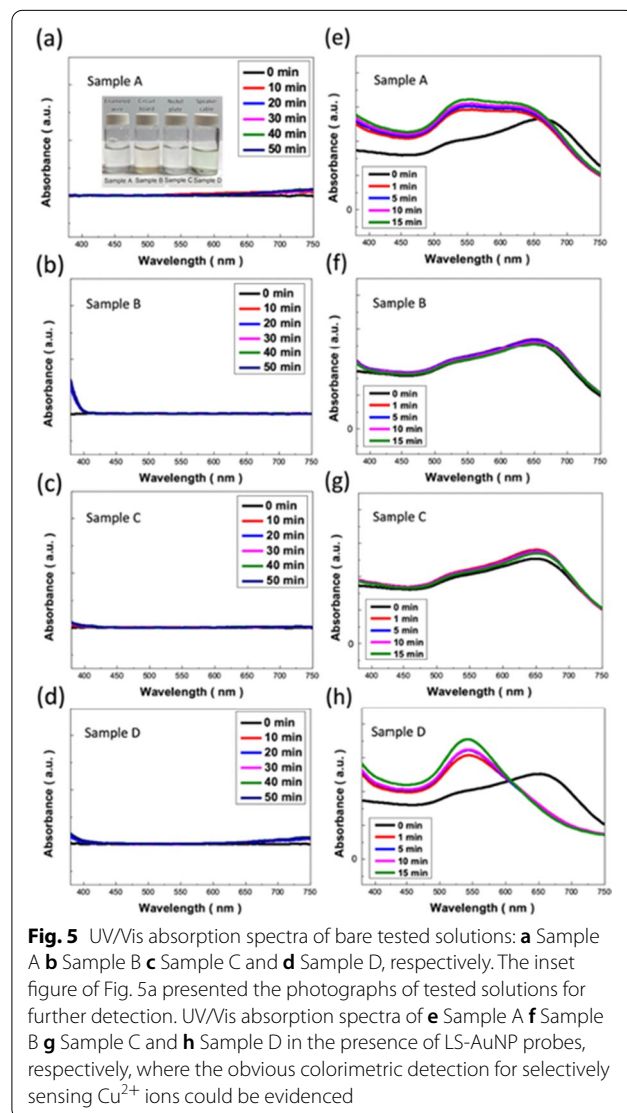 (a)
Sample A
Enameled wire
Circuit board
Nickel plate
Speaker cable
Sample A Sample B Sample C Sample D
0 min
10 min
20 min
30 min
40 min
50 min
Absorbance ( a.u. )
400 450 500 550 600 650 700 750
Wavelength ( nm )
(b)
Sample B
0 min
10 min
20 min
30 min
40 min
50 min
Absorbance ( a.u. )
400 450 500 550 600 650 700 750
Wavelength ( nm )
(c)
Sample C
0 min
10 min
20 min
30 min
40 min
50 min
Absorbance ( a.u. )
400 450 500 550 600 650 700 750
Wavelength ( nm )
(d)
Sample D
0 min
10 min
20 min
30 min
40 min
50 min
Absorbance ( a.u. )
400 450 500 550 600 650 700 750
Wavelength ( nm )
(e)
Sample A
0 min
1 min
5 min
10 min
15 min
Absorbance ( a.u. )
0
400 450 500 550 600 650 700 750
Wavelength ( nm )
(f)
Sample B
0 min
1 min
5 min
10 min
15 min
Absorbance ( a.u. )
0
400 450 500 550 600 650 700 750
Wavelength ( nm )
(g)
Sample C
0 min
1 min
5 min
10 min
15 min
Absorbance ( a.u. )
0
400 450 500 550 600 650 700 750
Wavelength ( nm )
(h)
Sample D
0 min
1 min
5 min
10 min
15 min
Absorbance ( a.u. )
0
400 450 500 550 600 650 700 750
Wavelength ( nm )
Fig. 5 UV/Vis absorption spectra of bare tested solutions: a Sample
A b Sample B c Sample C and d Sample D, respectively. The inset
figure of Fig. 5a presented the photographs of tested solutions for
further detection. UV/Vis absorption spectra of e Sample A f Sample
B g Sample C and h Sample D in the presence of LS-AuNP probes,
respectively, where the obvious colorimetric detection for selectively
sensing Cu²⁺ ions could be evidenced